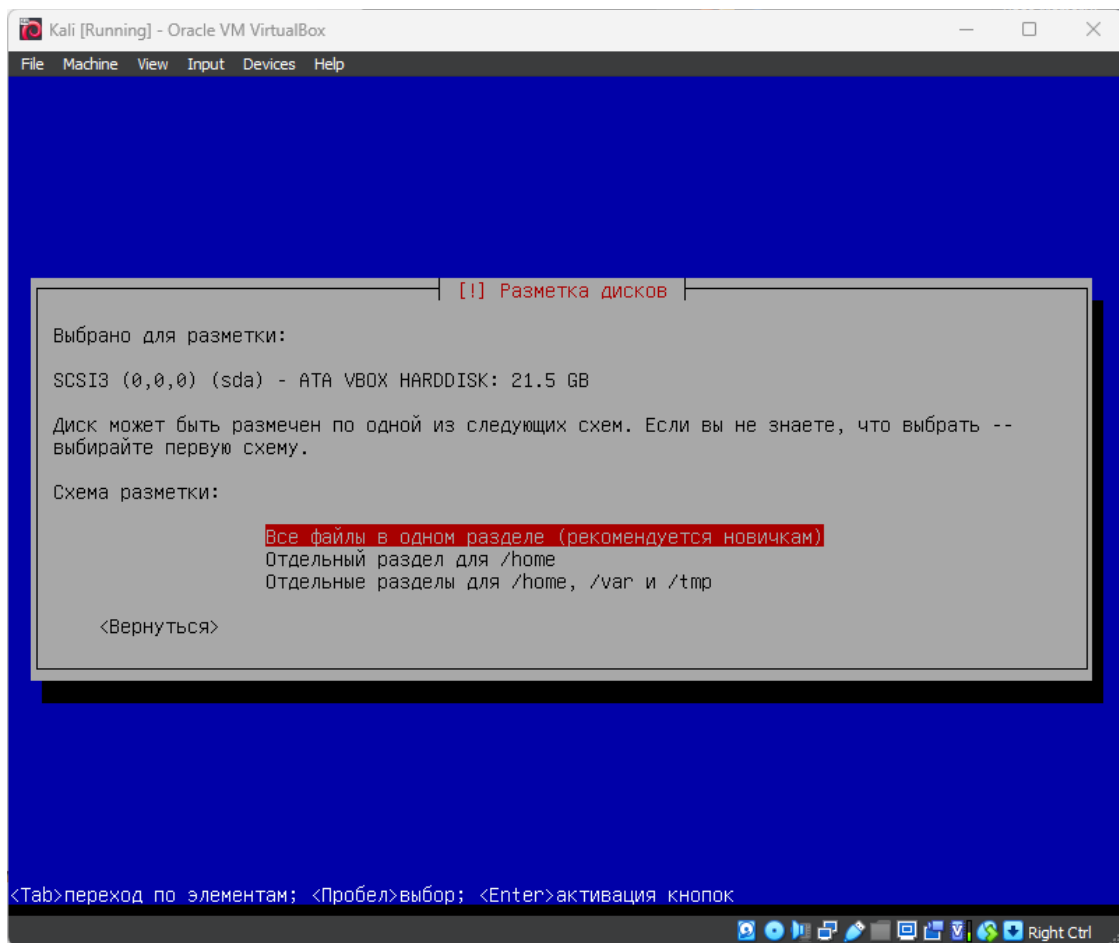 Kali [Running] - Oracle VM VirtualBox
File Machine View Input Devices Help
[!] Разметка дисков
Выбрано для разметки:
SCSI3 (0,0,0) (sda) - ATA VBOX HARDDISK: 21.5 GB
Диск может быть размечен по одной из следующих схем. Если вы не знаете, что выбрать --
выбирайте первую схему.
Схема разметки:
Все файлы в одном разделе (рекомендуется новичкам)
Отдельный раздел для /home
Отдельные разделы для /home, /var и /tmp
<Вернуться>
<Tab>переход по элементам; <Пробел>выбор; <Enter>активация кнопок
Right Ctrl